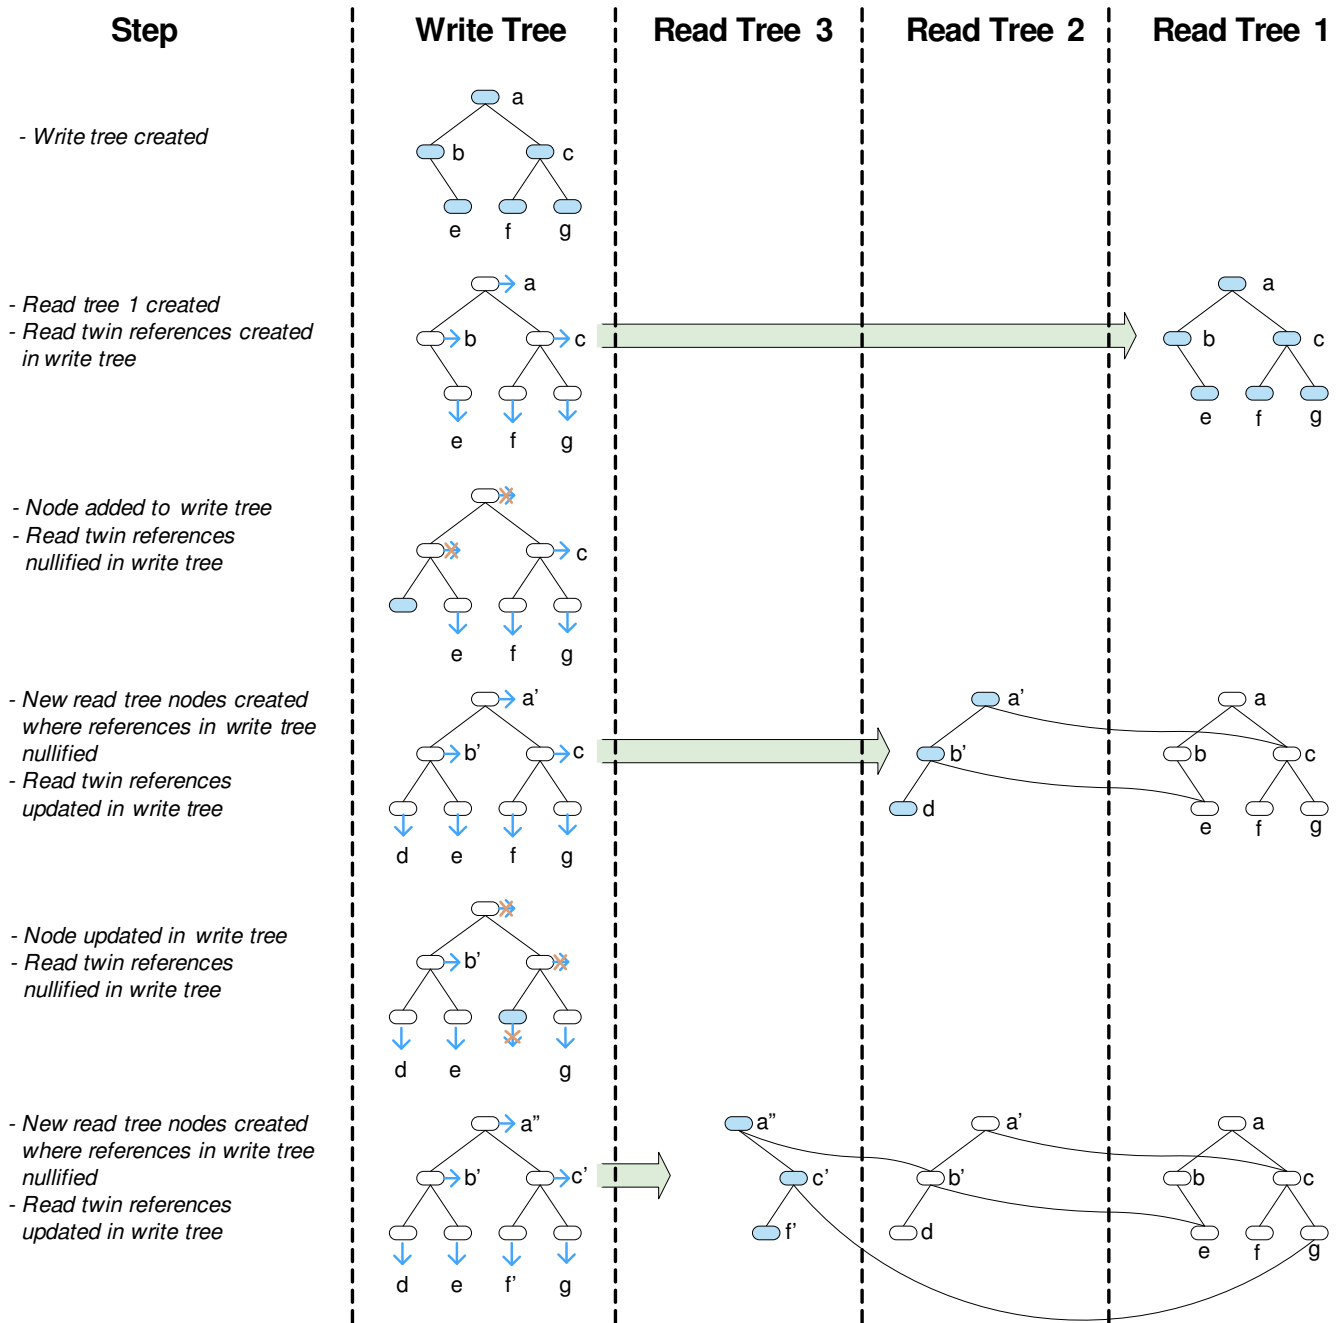 Step
Write Tree
Read Tree 3
Read Tree 2
Read Tree 1
- Write tree created
a
b
c
e
f
g
- Read tree 1 created
- Read twin references created
in write tree
a
b
c
e
f
g
a
b
c
e
f
g
- Node added to write tree
- Read twin references
nullified in write tree
c
e
f
g
- New read tree nodes created
where references in write tree
nullified
- Read twin references
updated in write tree
a’
b’
c
d
e
f
g
a’
b’
d
a
b
c
e
f
g
- Node updated in write tree
- Read twin references
nullified in write tree
b’
d
e
g
- New read tree nodes created
where references in write tree
nullified
- Read twin references
updated in write tree
a”
b’
c’
d
e
f’
g
a”
c’
f’
a’
b’
d
a
b
c
e
f
g